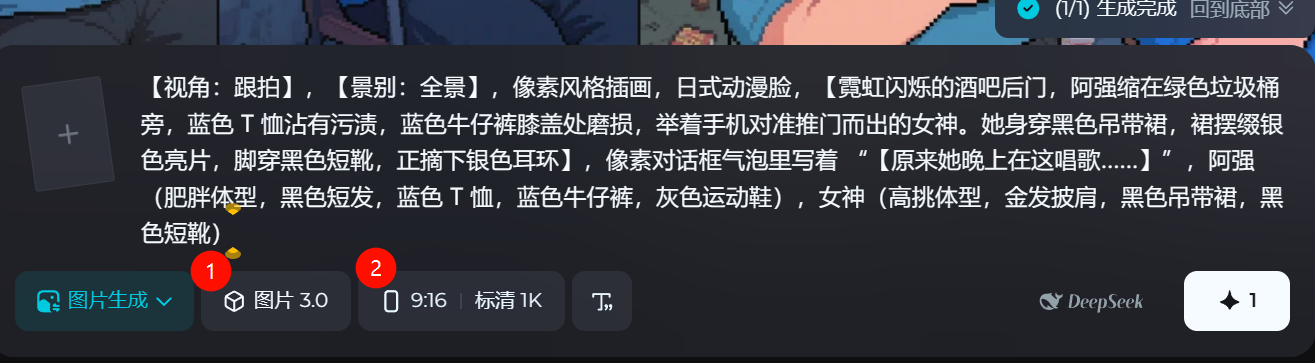 (1/1) 生成完成 回到底部
【视角：跟拍】，【景别：全景】，像素风格插画，日式动漫脸，【霓虹闪烁的酒吧后门，阿强缩在绿色垃圾桶
旁，蓝色 T 恤沾有污渍，蓝色牛仔裤膝盖处磨损，举着手机对准推门而出的女神。她身穿黑色吊带裙，裙摆缀银
色亮片，脚穿黑色短靴，正摘下银色耳环】，像素对话框气泡里写着 “【原来她晚上在这唱歌……】”，阿强
（肥胖体型，黑色短发，蓝色 T 恤，蓝色牛仔裤，灰色运动鞋），女神（高挑体型，金发披肩，黑色吊带裙，黑
色短靴）
1 2
图片生成 图片 3.0 9:16 标清 1K T DeepSeek 1